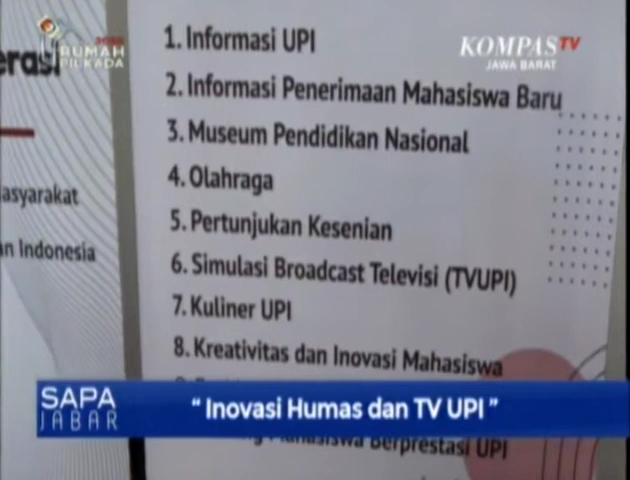 RUMAH
PILKADA
KOMPAS TV
JAWA BARAT
erasi
asyarakat
an Indonesia
1. Informasi UPI
2. Informasi Penerimaan Mahasiswa Baru
3. Museum Pendidikan Nasional
4. Olahraga
5. Pertunjukan Kesenian
6. Simulasi Broadcast Televisi (TVUPI)
7. Kuliner UPI
8. Kreativitas dan Inovasi Mahasiswa
Mahasiswa Berprestasi UPI
SAPA
JABAR
“ Inovasi Humas dan TV UPI ”